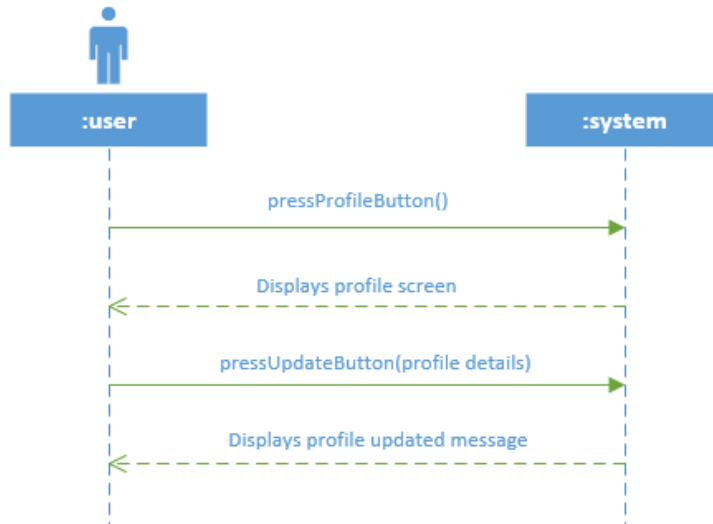 :user
:system
pressProfileButton()
Displays profile screen
pressUpdateButton(profile details)
Displays profile updated message